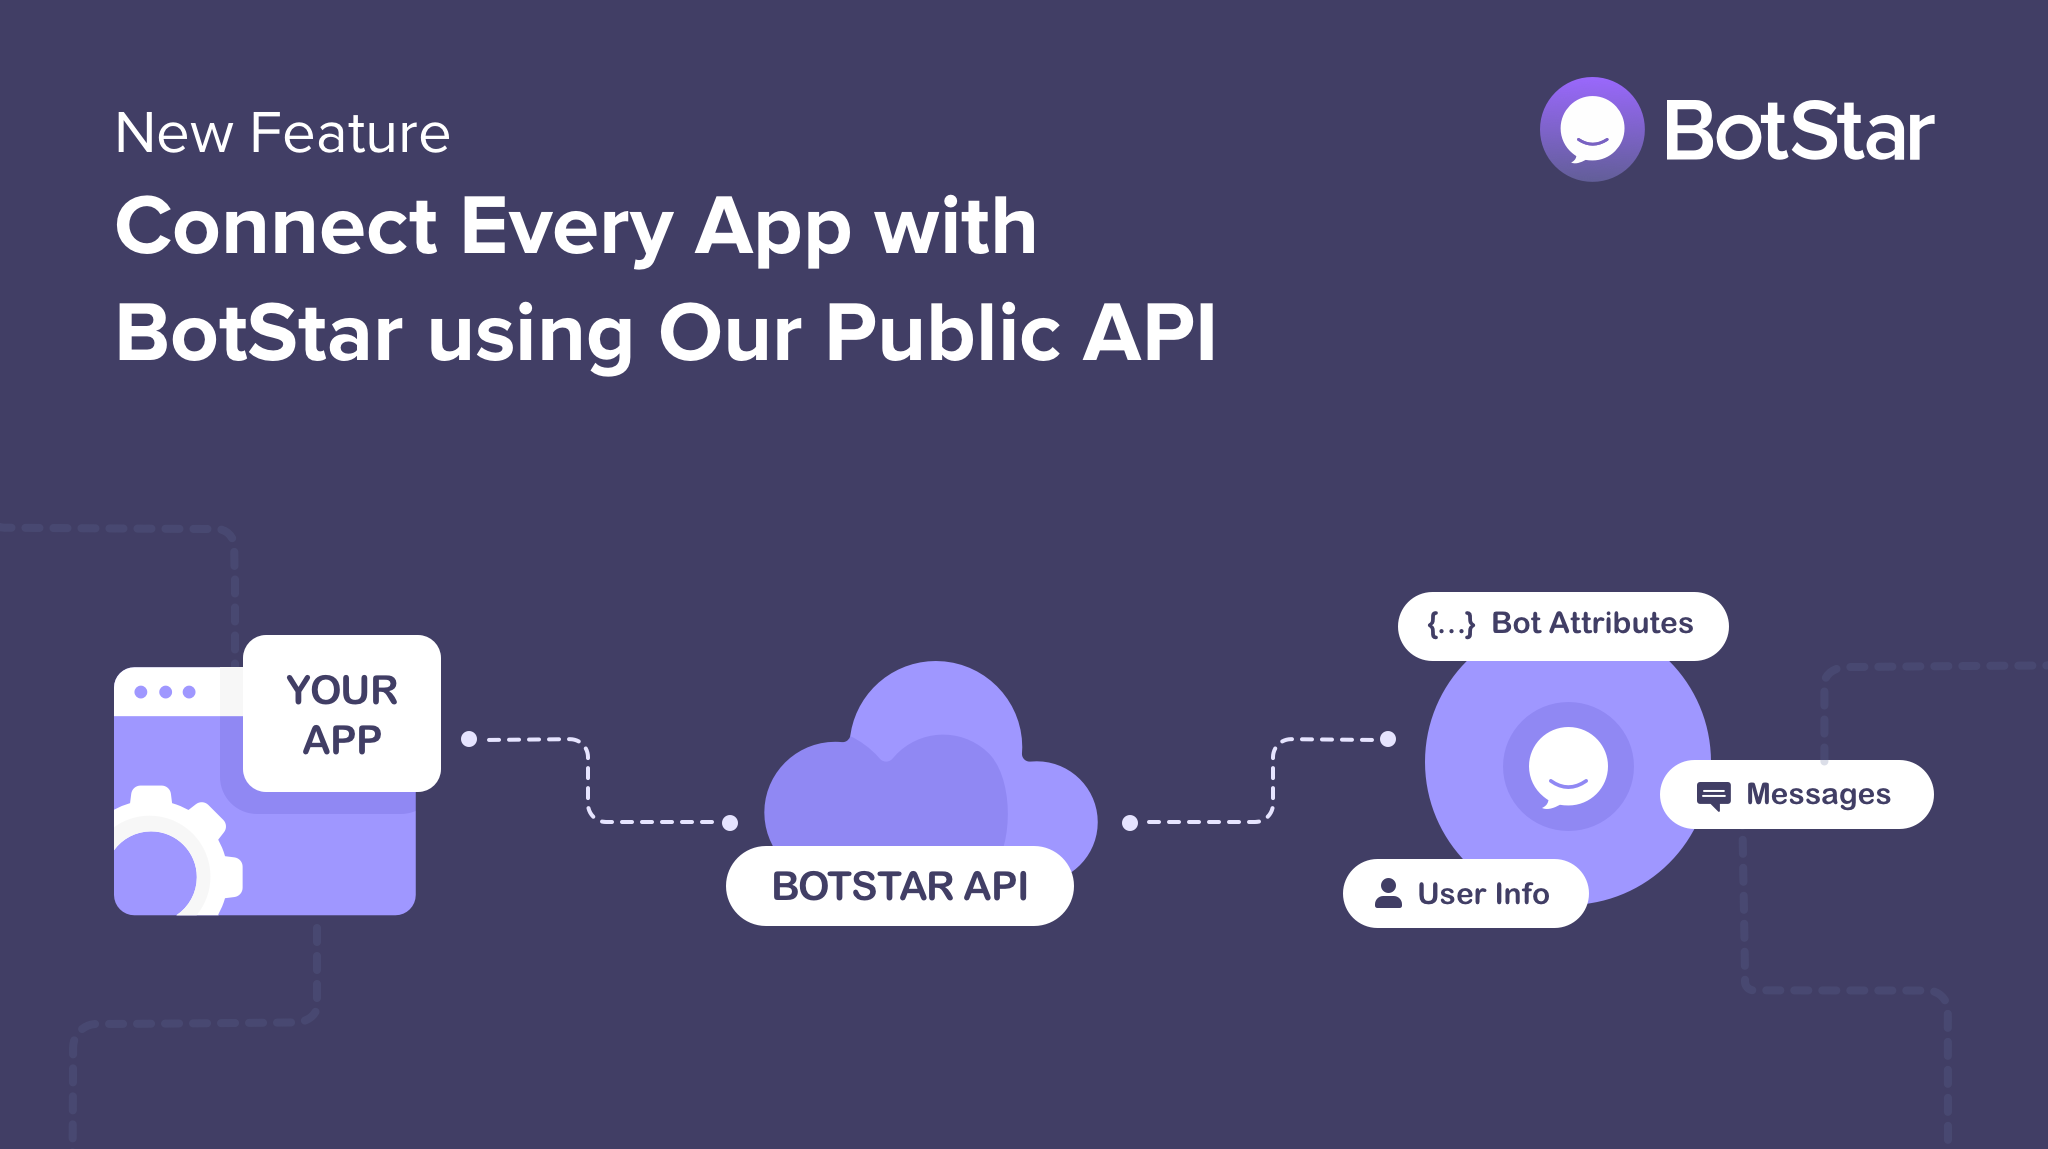 New Feature
BotStar
Connect Every App with
BotStar using Our Public API
YOUR
APP
BOTSTAR API
{...} Bot Attributes
Messages
User Info